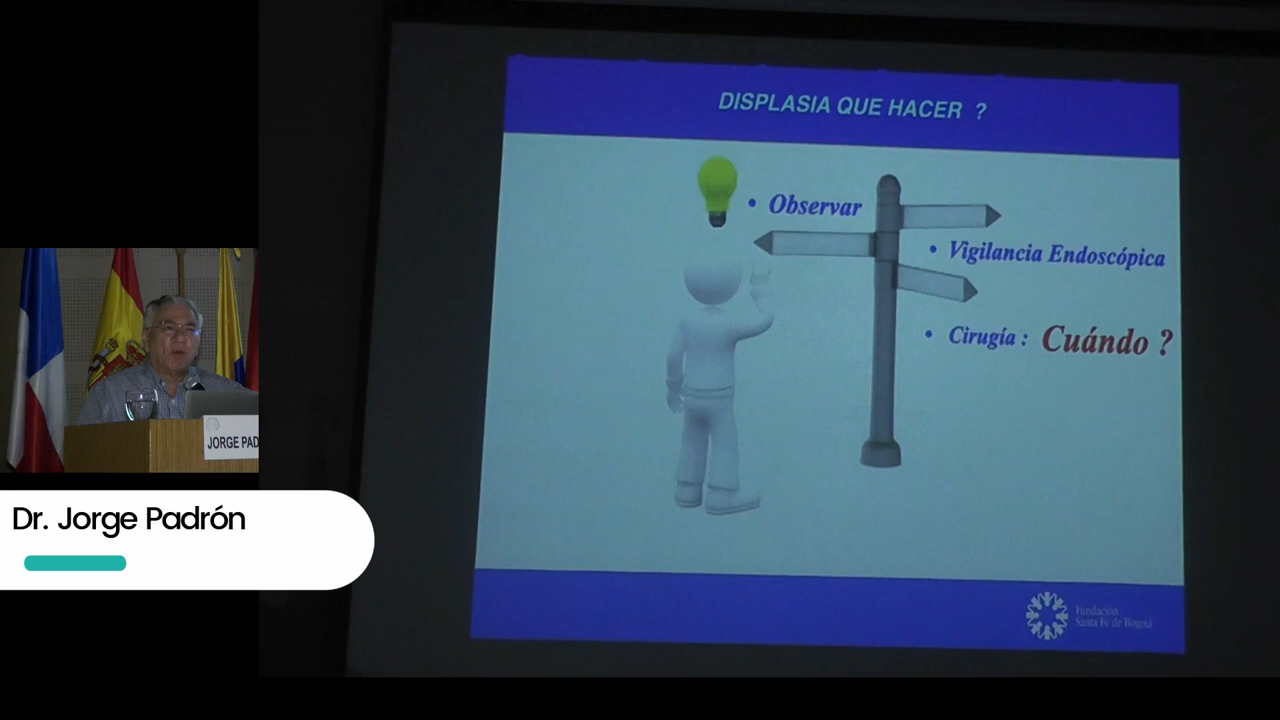 DISPLASIA QUE HACER ?
• Observar
• Vigilancia Endoscópica
• Cirugía : Cuándo ?
Fundación
Santa Fe de Bogotá
JORGE PAD
Dr. Jorge Padrón